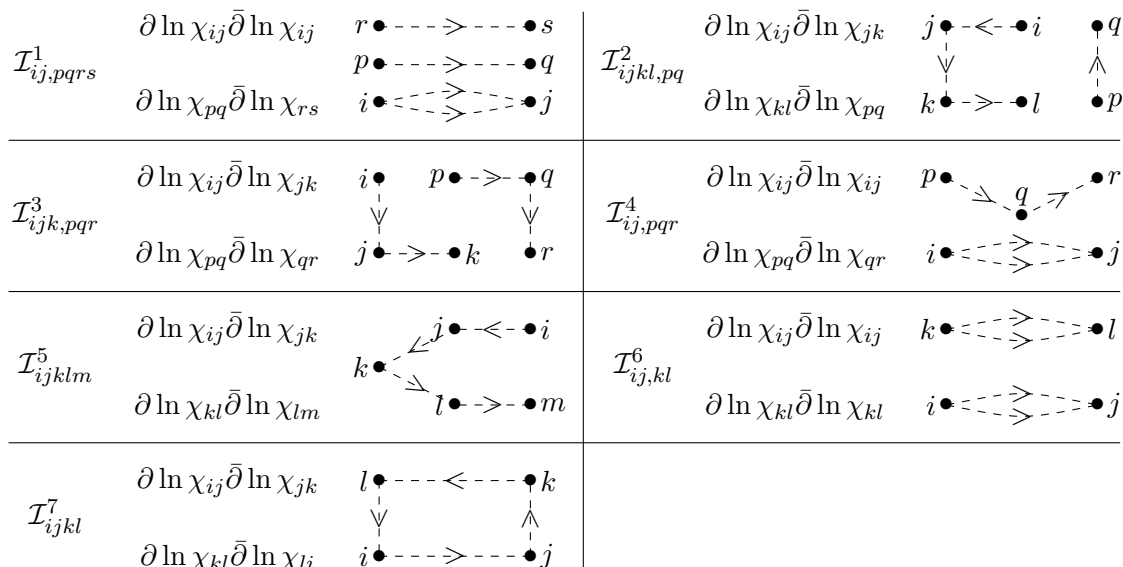 𝓘¹_{ij,pqrs}
∂ ln χ_{ij} ∂̄ ln χ_{ij}
∂ ln χ_{pq} ∂̄ ln χ_{rs}
r s
p q
i j
𝓘²_{ijkl,pq}
∂ ln χ_{ij} ∂̄ ln χ_{jk}
∂ ln χ_{kl} ∂̄ ln χ_{pq}
j i q
k l p
𝓘³_{ijk,pqr}
∂ ln χ_{ij} ∂̄ ln χ_{jk}
∂ ln χ_{pq} ∂̄ ln χ_{qr}
i p q
j k r
𝓘⁴_{ij,pqr}
∂ ln χ_{ij} ∂̄ ln χ_{ij}
∂ ln χ_{pq} ∂̄ ln χ_{qr}
p q r
i j
𝓘⁵_{ijklm}
∂ ln χ_{ij} ∂̄ ln χ_{jk}
∂ ln χ_{kl} ∂̄ ln χ_{lm}
j i
k
l m
𝓘⁶_{ij,kl}
∂ ln χ_{ij} ∂̄ ln χ_{ij}
∂ ln χ_{kl} ∂̄ ln χ_{kl}
k l
i j
𝓘⁷_{ijkl}
∂ ln χ_{ij} ∂̄ ln χ_{jk}
∂ ln χ_{kl} ∂̄ ln χ_{li}
l k
i j